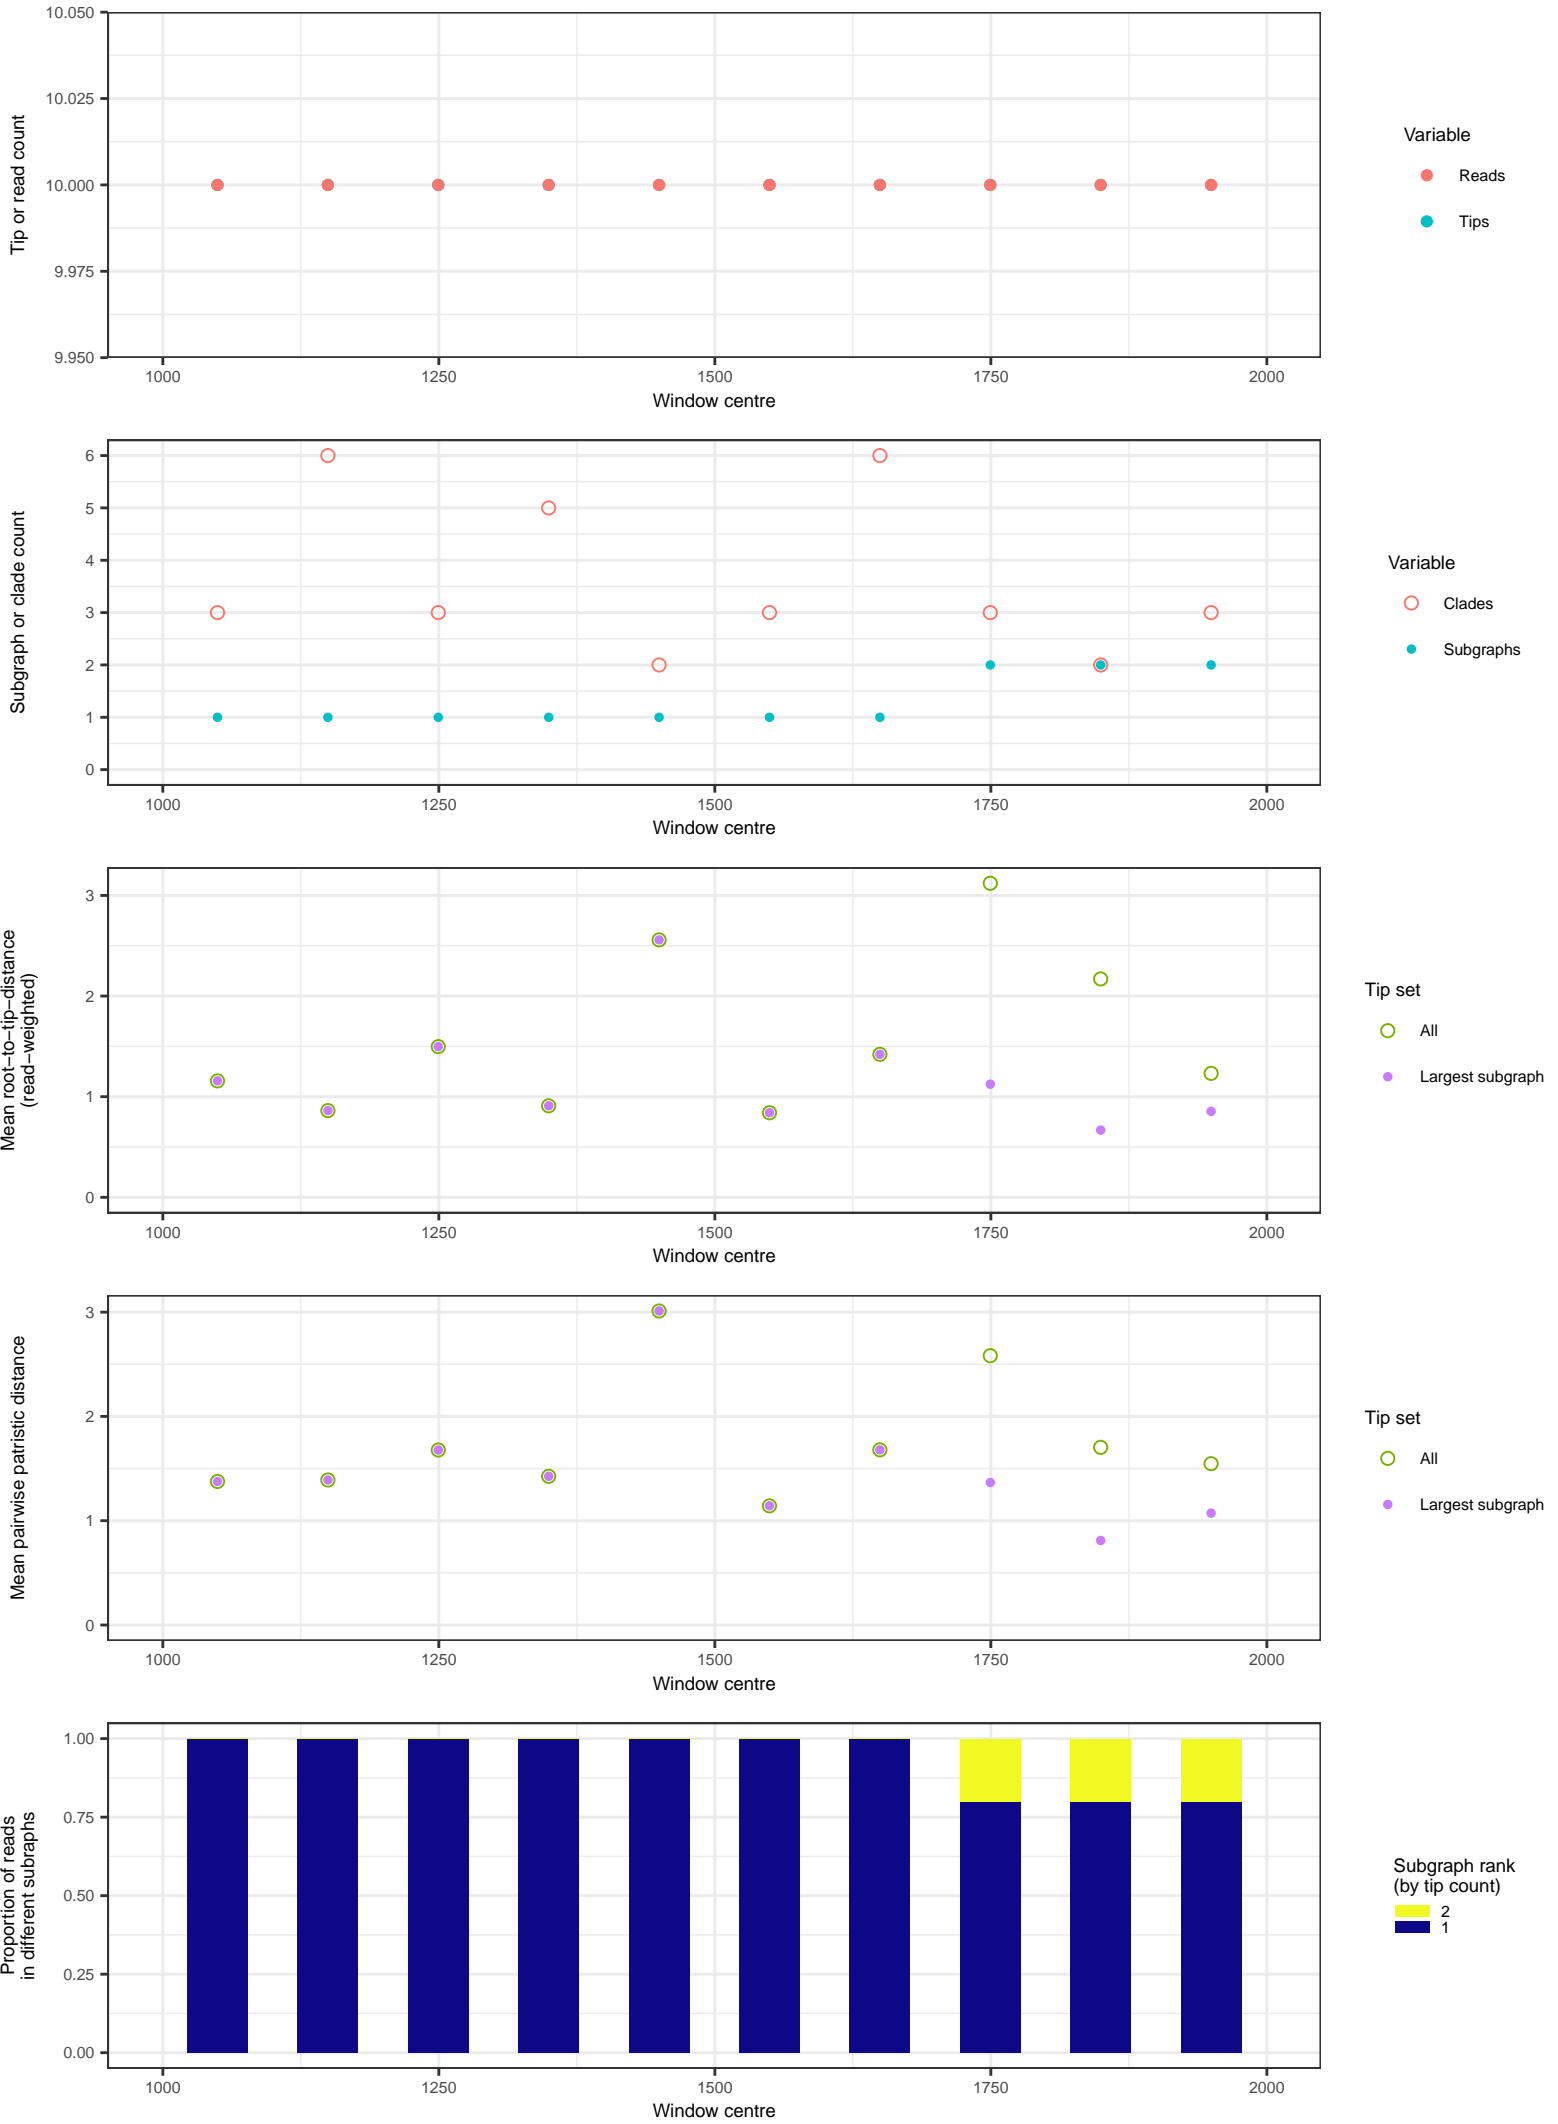 10.050
10.025
10.000
9.975
9.950
Tip or read count
1000 1250 1500 1750 2000
Window centre
Variable
Reads
Tips
6
5
4
3
2
1
0
Subgraph or clade count
1000 1250 1500 1750 2000
Window centre
Variable
Clades
Subgraphs
3
2
1
0
Mean root−to−tip−distance
(read−weighted)
1000 1250 1500 1750 2000
Window centre
Tip set
All
Largest subgraph
3
2
1
0
Mean pairwise patristic distance
1000 1250 1500 1750 2000
Window centre
Tip set
All
Largest subgraph
1.00
0.75
0.50
0.25
0.00
Proportion of reads
in different subraphs
1000 1250 1500 1750 2000
Window centre
Subgraph rank
(by tip count)
2
1